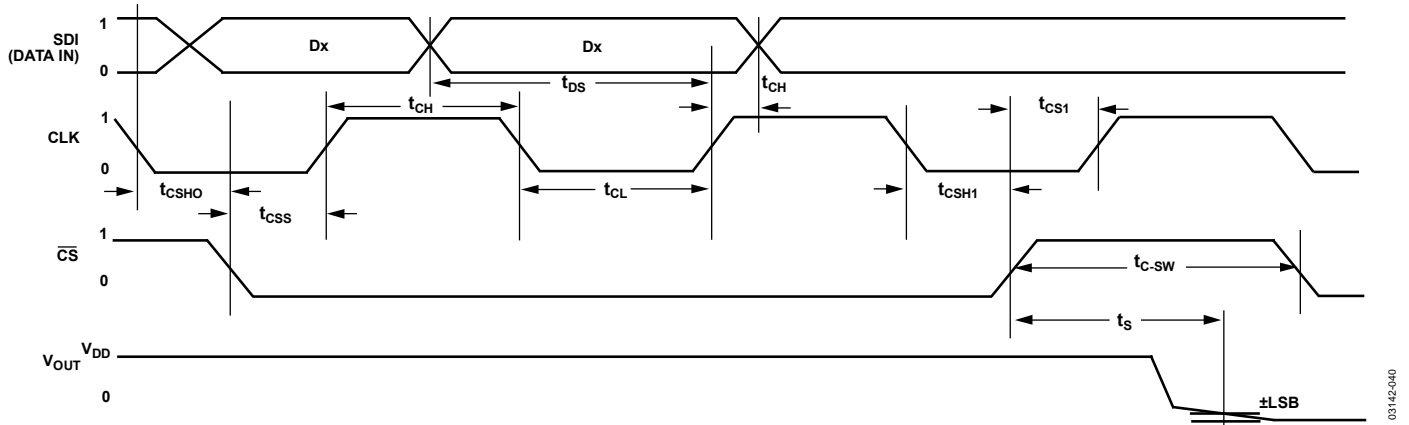 SDI
(DATA IN)
1
0
Dx
Dx
tDS
tCH
tCH
tCS1
CLK
1
0
tCSHO
tCSS
tCL
tCSH1
CS
1
0
tC-SW
tS
VOUT
VDD
0
±LSB
03142-040